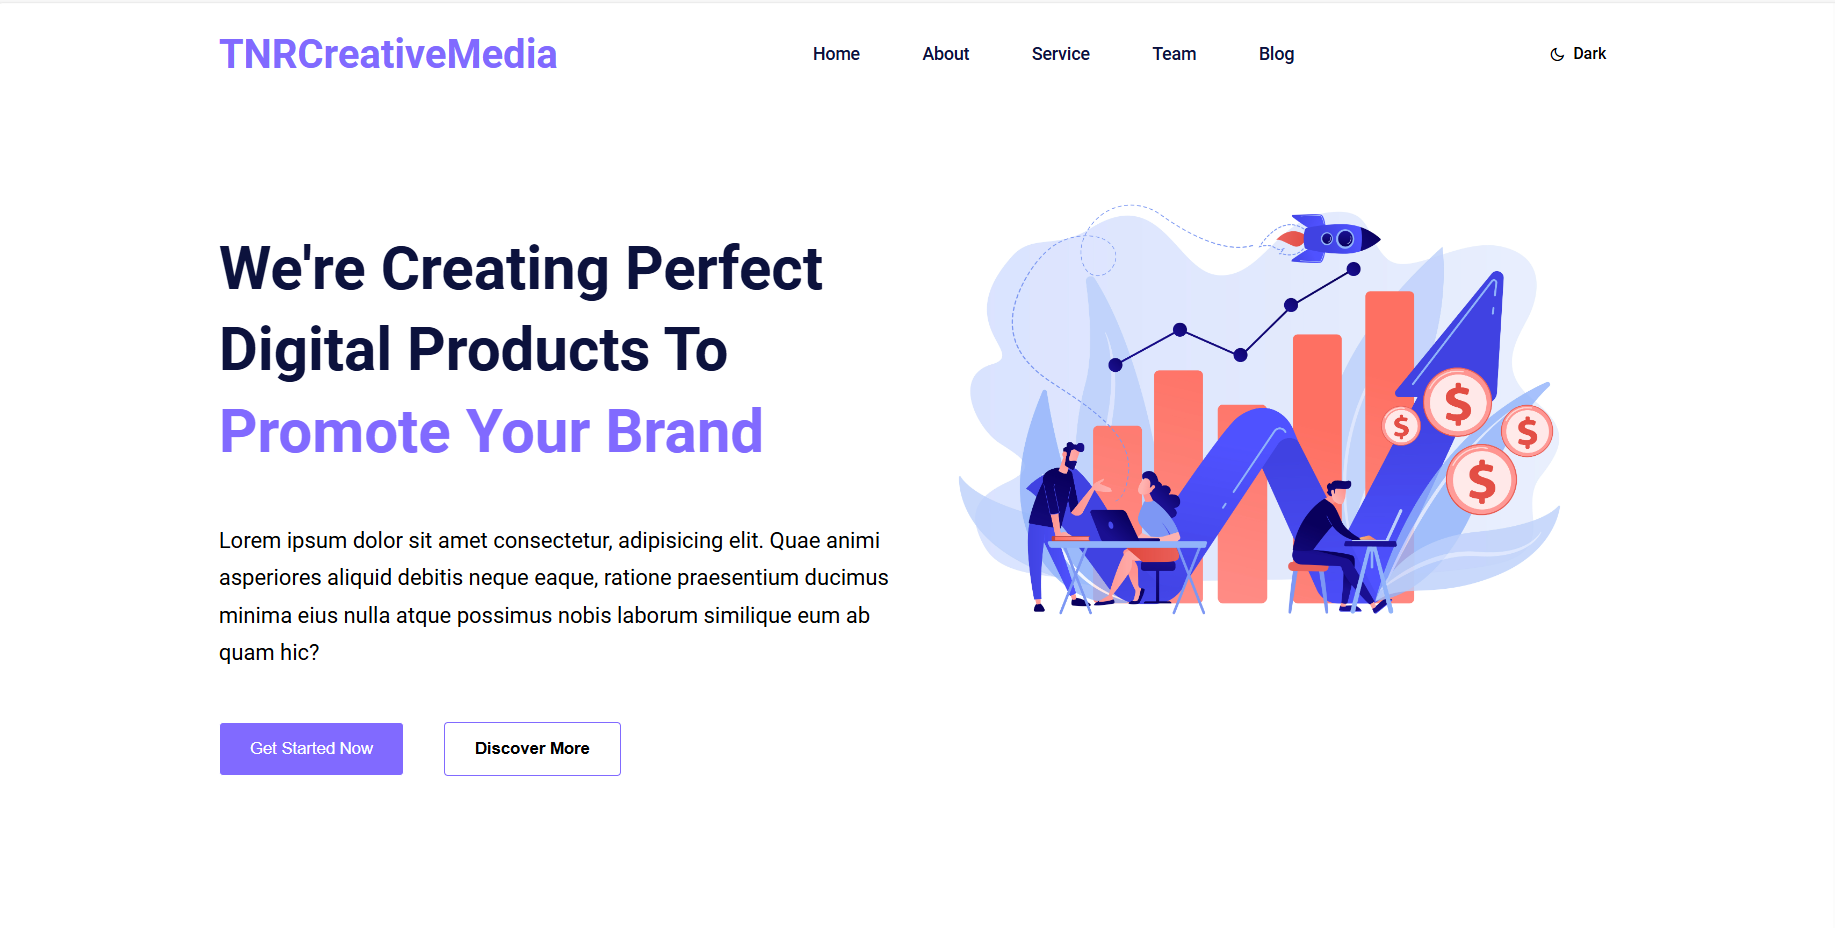 TNRCreativeMedia
Home
About
Service
Team
Blog
Dark
We're Creating Perfect
Digital Products To
Promote Your Brand
Lorem ipsum dolor sit amet consectetur, adipisicing elit. Quae animi
asperiores aliquid debitis neque eaque, ratione praesentium ducimus
minima eius nulla atque possimus nobis laborum similique eum ab
quam hic?
Get Started Now
Discover More
$
$
$
$